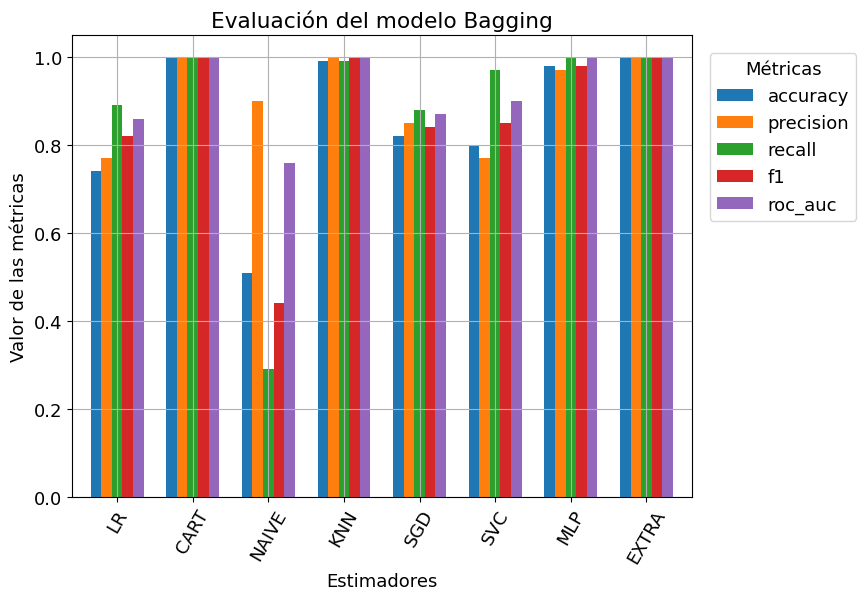 Evaluación del modelo Bagging
Valor de las métricas
1.0
0.8
0.6
0.4
0.2
0.0
LR
CART
NAIVE
KNN
SGD
SVC
MLP
EXTRA
Estimadores
Métricas
accuracy
precision
recall
f1
roc_auc